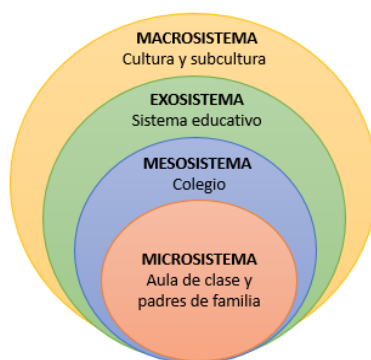 MACROSISTEMA
Cultura y subcultura
EXOSISTEMA
Sistema educativo
MESOSISTEMA
Colegio
MICROSISTEMA
Aula de clase y
padres de familia